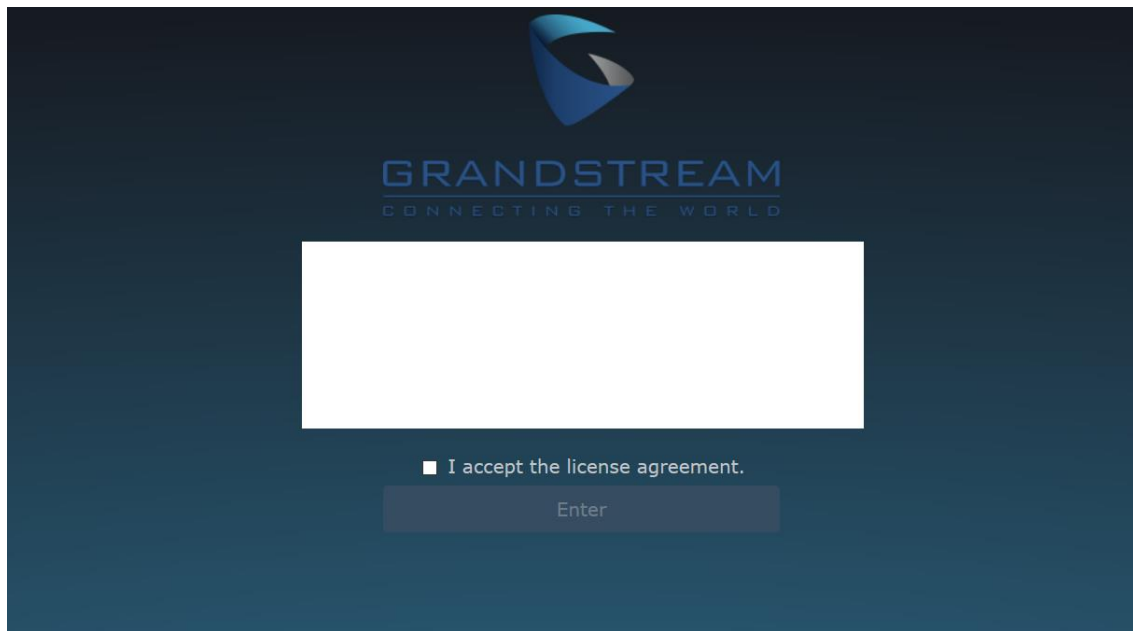 GRANDSTREAM
CONNECTING THE WORLD
I accept the license agreement.
Enter